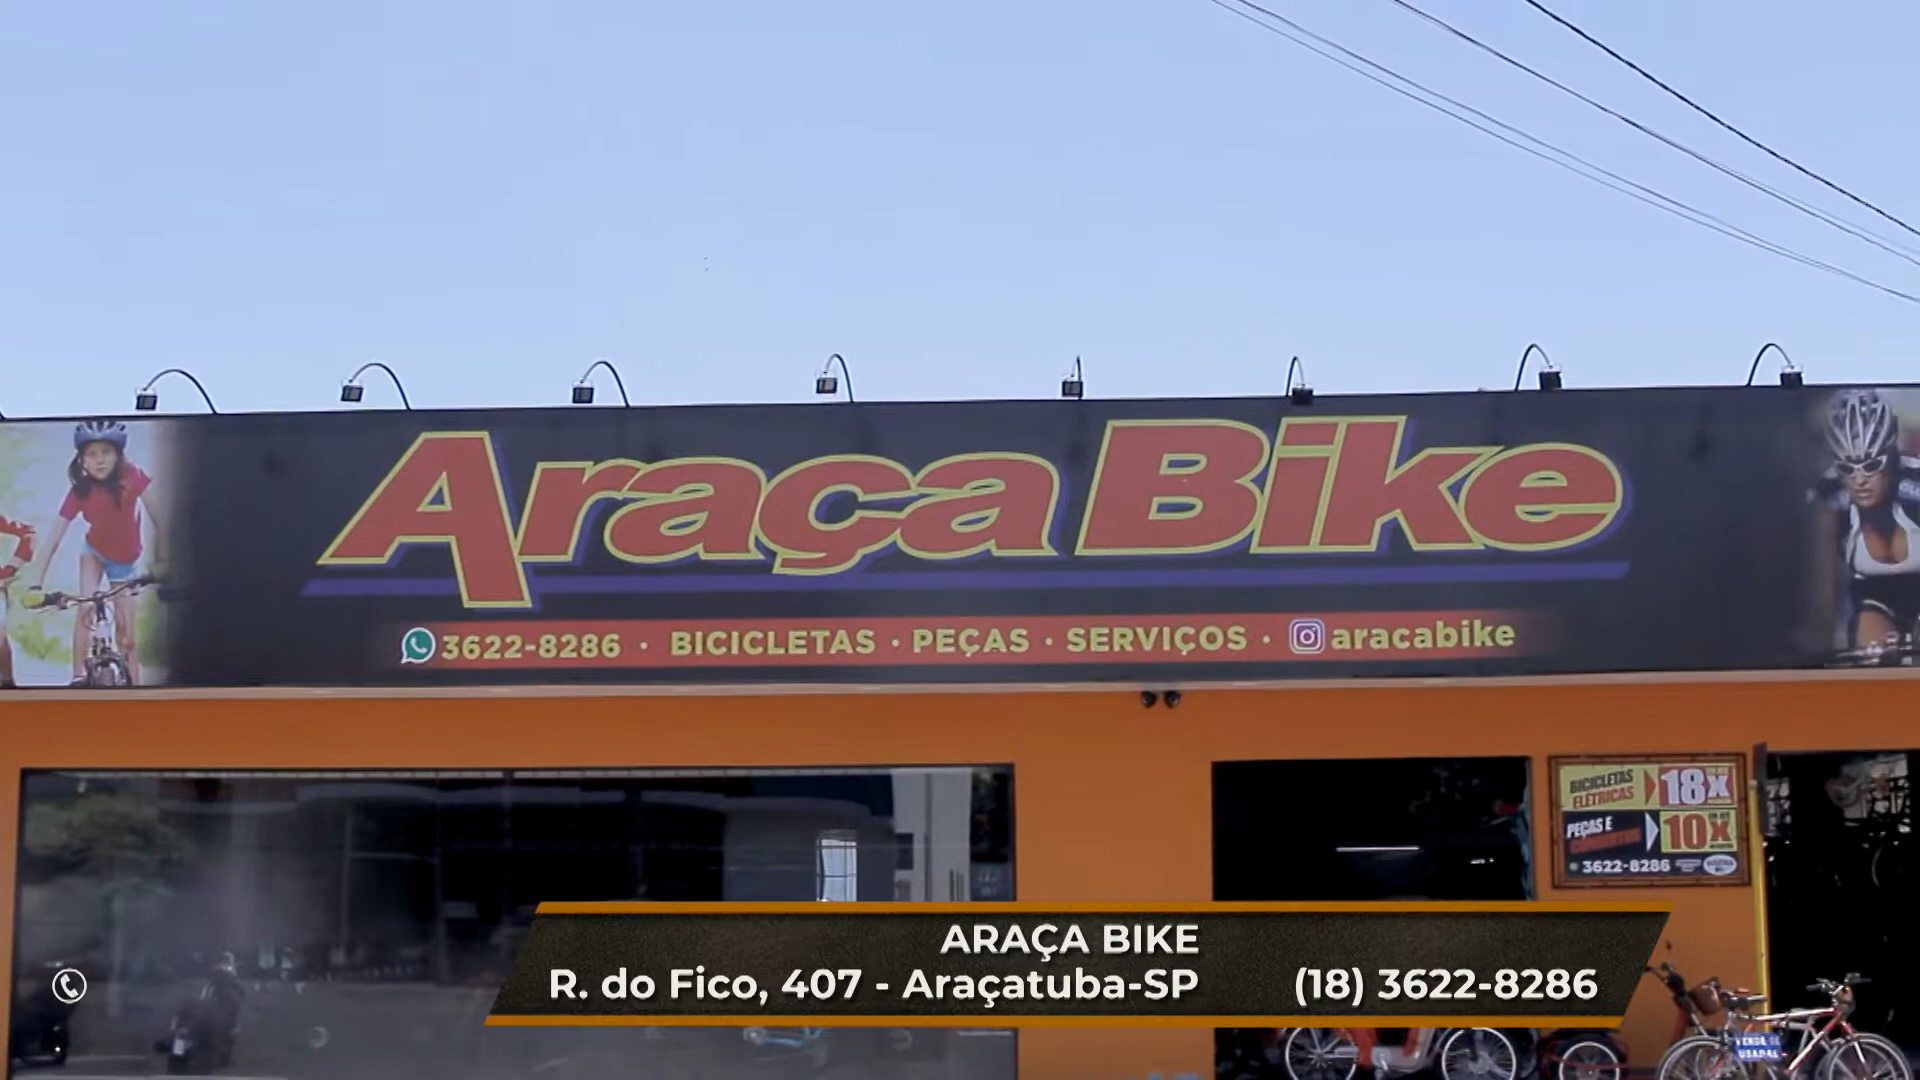 Araça Bike
3622-8286 · BICICLETAS · PEÇAS · SERVIÇOS · aracabike
BICICLETAS
ELÉTRICAS
18x
PEÇAS E
10x
3622-8286
ARAÇA BIKE
R. do Fico, 407 - Araçatuba-SP (18) 3622-8286